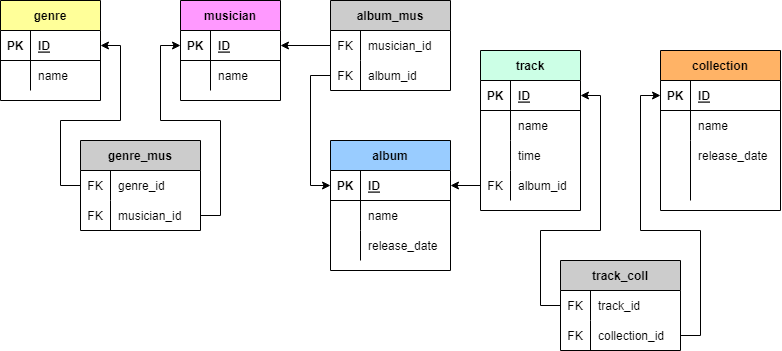 genre
PK ID
name
musician
PK ID
name
album_mus
FK musician_id
FK album_id
track
PK ID
name
time
FK album_id
collection
PK ID
name
release_date
genre_mus
FK genre_id
FK musician_id
album
PK ID
name
release_date
track_coll
FK track_id
FK collection_id